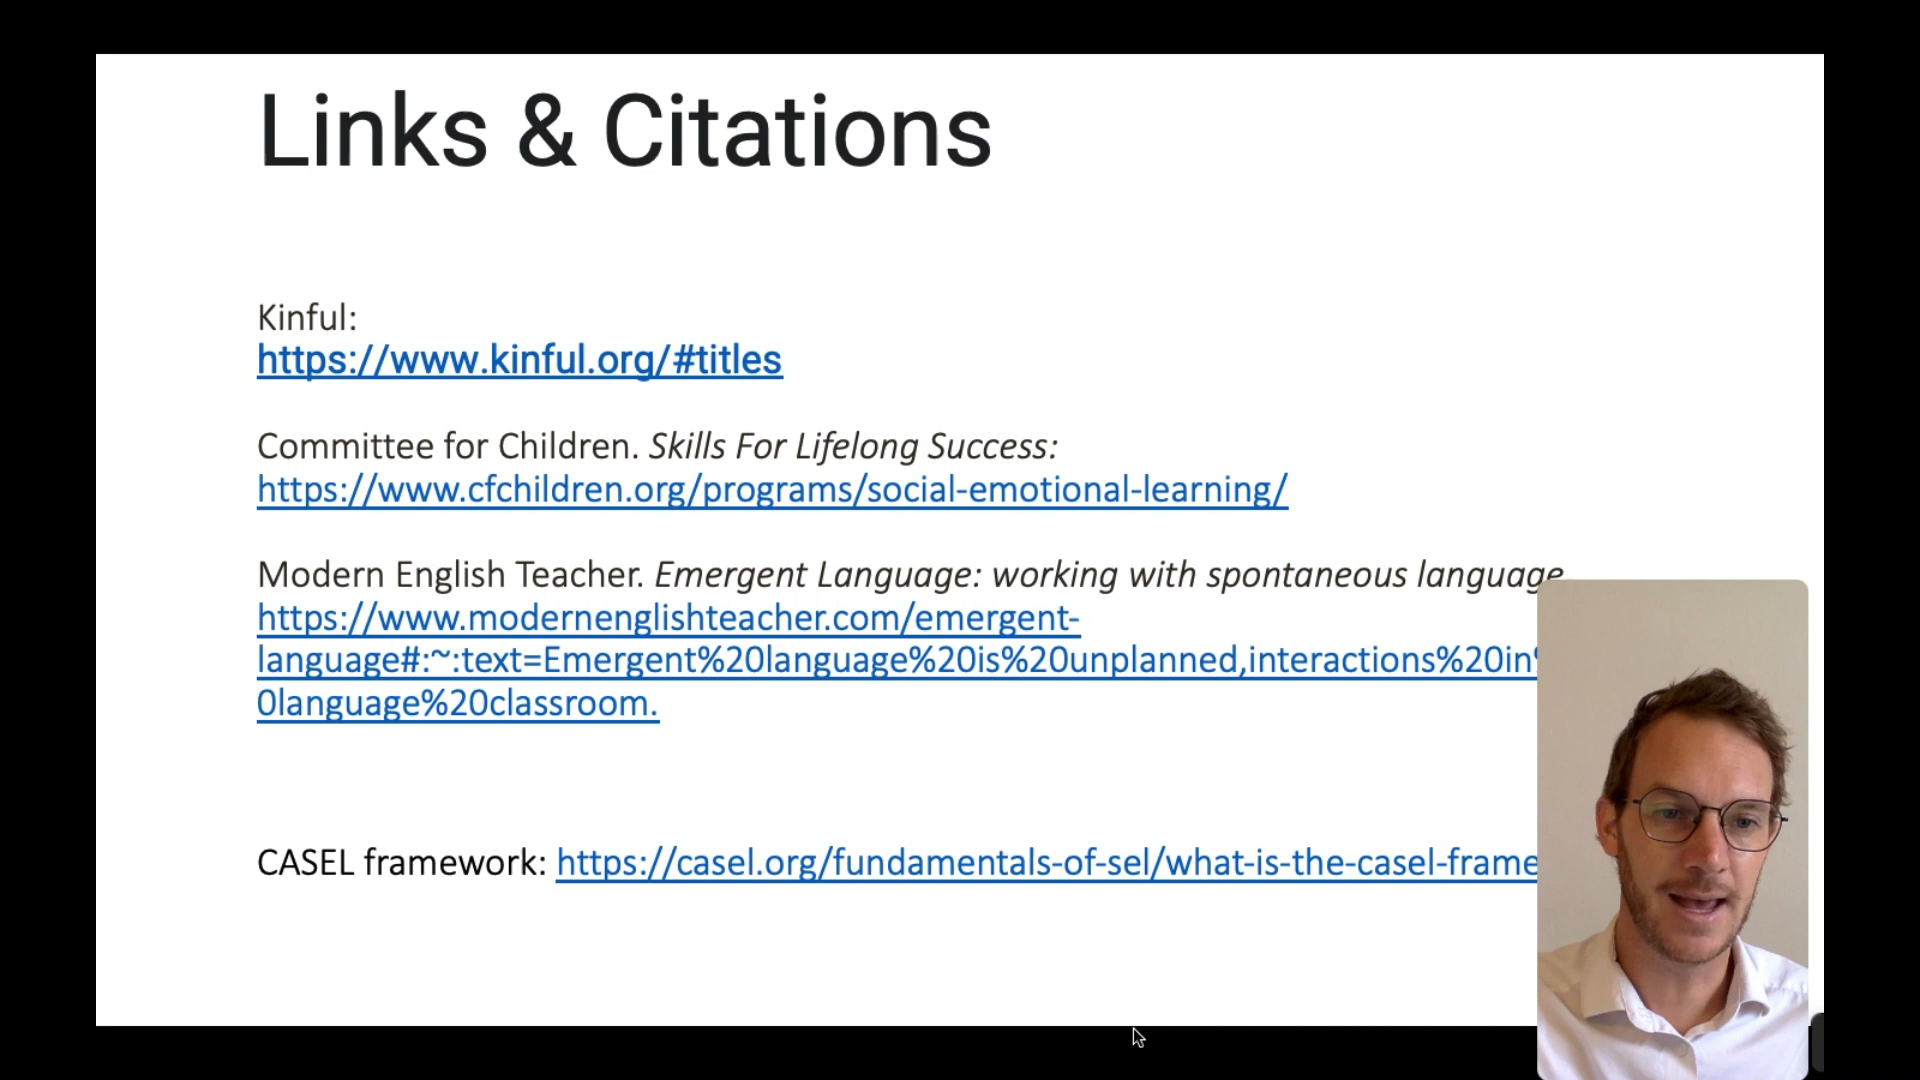 Links & Citations
Kinful:
https://www.kinful.org/#titles
Committee for Children. Skills For Lifelong Success:
https://www.cfchildren.org/programs/social-emotional-learning/
Modern English Teacher. Emergent Language: working with spontaneous language
https://www.modernenglishteacher.com/emergent-
language#:~:text=Emergent%20language%20is%20unplanned,interactions%20in
0language%20classroom.
CASEL framework: https://casel.org/fundamentals-of-sel/what-is-the-casel-frame